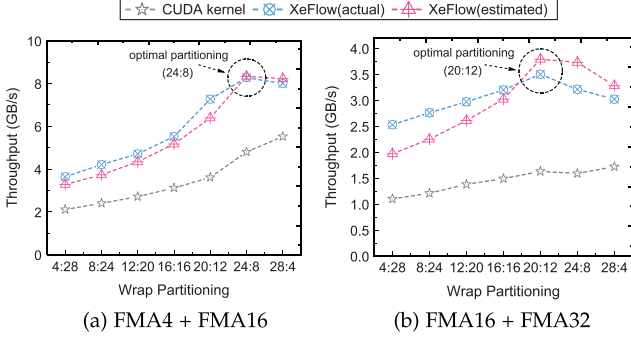 CUDA kernel XeFlow(actual) XeFlow(estimated)
10
8
6
4
2
0
Throughput (GB/s)
optimal partitioning
(24:8)
4:28 8:24 12:20 16:16 20:12 24:8 28:4
Wrap Partitioning
(a) FMA4 + FMA16
4.0
3.5
3.0
2.5
2.0
1.5
1.0
0.5
0.0
Throughput (GB/s)
optimal partitioning
(20:12)
4:28 8:24 12:20 16:16 20:12 24:8 28:4
Wrap Partitioning
(b) FMA16 + FMA32